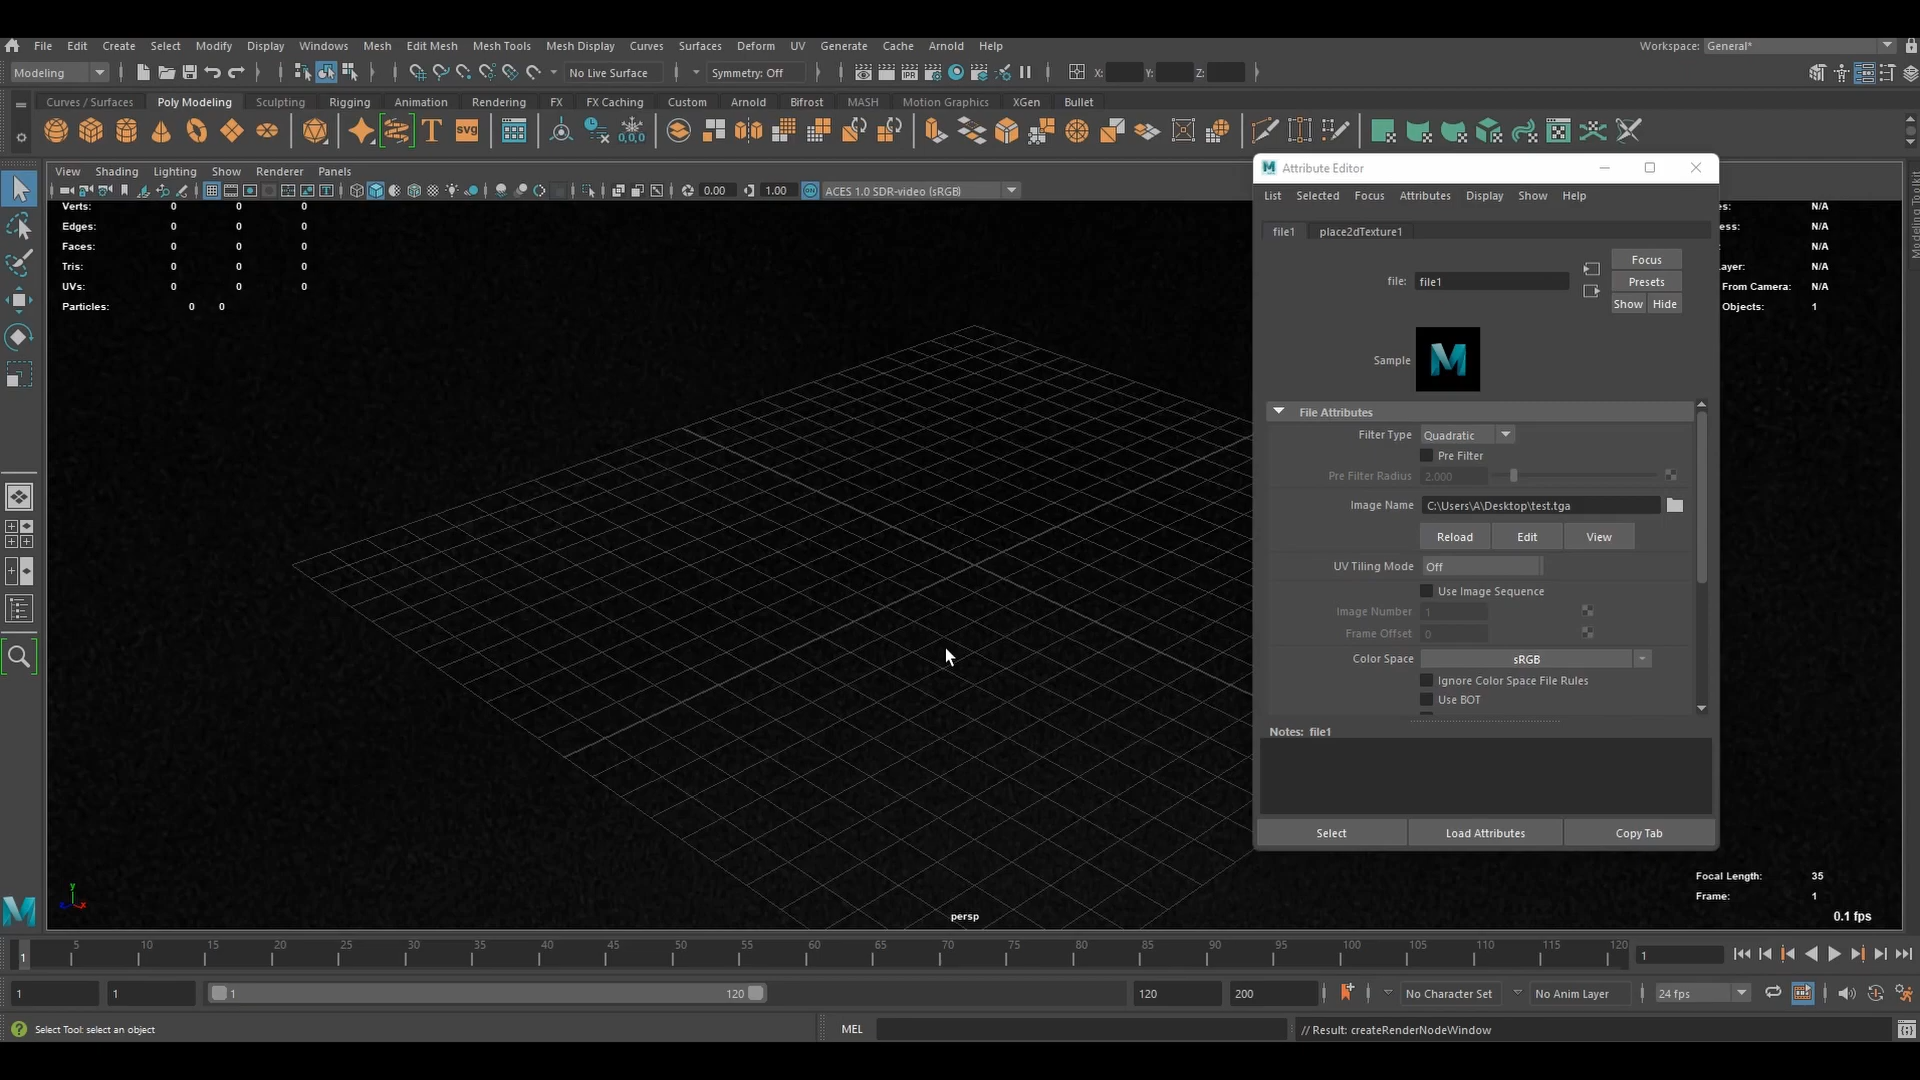 File Edit Create Select Modify Display Windows Mesh Edit Mesh Mesh Tools Mesh Display Curves Surfaces Deform UV Generate Cache Arnold Help Workspace: General*
Modeling No Live Surface Symmetry: Off X: Y: Z:
Curves / Surfaces Poly Modeling Sculpting Rigging Animation Rendering FX FX Caching Custom Arnold Bifrost MASH Motion Graphics XGen Bullet
T SVG 0,0,0
View Shading Lighting Show Renderer Panels
0.00 1.00 ACES 1.0 SDR-video (sRGB)
Verts: 0 0 0
Edges: 0 0 0
Faces: 0 0 0
Tris: 0 0 0
UVs: 0 0 0
Particles: 0 0
Attribute Editor
List Selected Focus Attributes Display Show Help
file1 place2dTexture1
file: file1
Focus
Presets
Show Hide
Sample
File Attributes
Filter Type Quadratic
Pre Filter
Pre Filter Radius 2.000
Image Name C:\Users\A\Desktop\test.tga
Reload Edit View
UV Tiling Mode Off
Use Image Sequence
Image Number 1
Frame Offset 0
Color Space sRGB
Ignore Color Space File Rules
Use BOT
Notes: file1
Select Load Attributes Copy Tab
es: N/A
ess: N/A
ayer: N/A
From Camera: N/A
Objects: 1
Modeling Toolkit
Focal Length: 35
Frame: 1
0.1 fps
persp
y
z x
1 5 10 15 20 25 30 35 40 45 50 55 60 65 70 75 80 85 90 95 100 105 110 115 120 1
1 1 1 120 120 200 No Character Set No Anim Layer 24 fps
Select Tool: select an object MEL // Result: createRenderNodeWindow